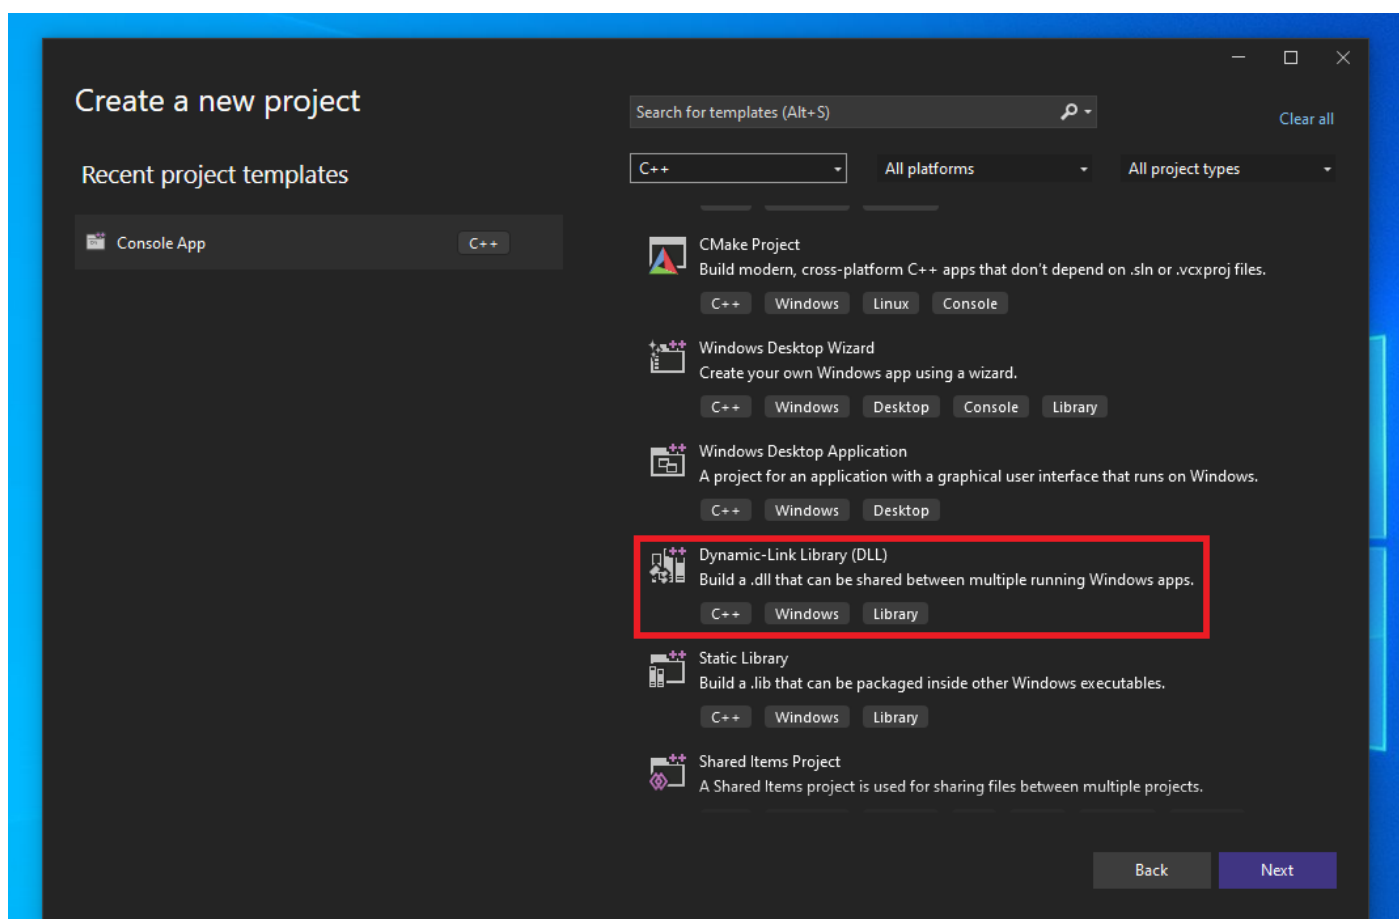 Create a new project
Search for templates (Alt+S)
Clear all
Recent project templates
C++
All platforms
All project types
Console App
C++
CMake Project
Build modern, cross-platform C++ apps that don't depend on .sln or .vcxproj files.
C++ Windows Linux Console
Windows Desktop Wizard
Create your own Windows app using a wizard.
C++ Windows Desktop Console Library
Windows Desktop Application
A project for an application with a graphical user interface that runs on Windows.
C++ Windows Desktop
Dynamic-Link Library (DLL)
Build a .dll that can be shared between multiple running Windows apps.
C++ Windows Library
Static Library
Build a .lib that can be packaged inside other Windows executables.
C++ Windows Library
Shared Items Project
A Shared Items project is used for sharing files between multiple projects.
Back
Next